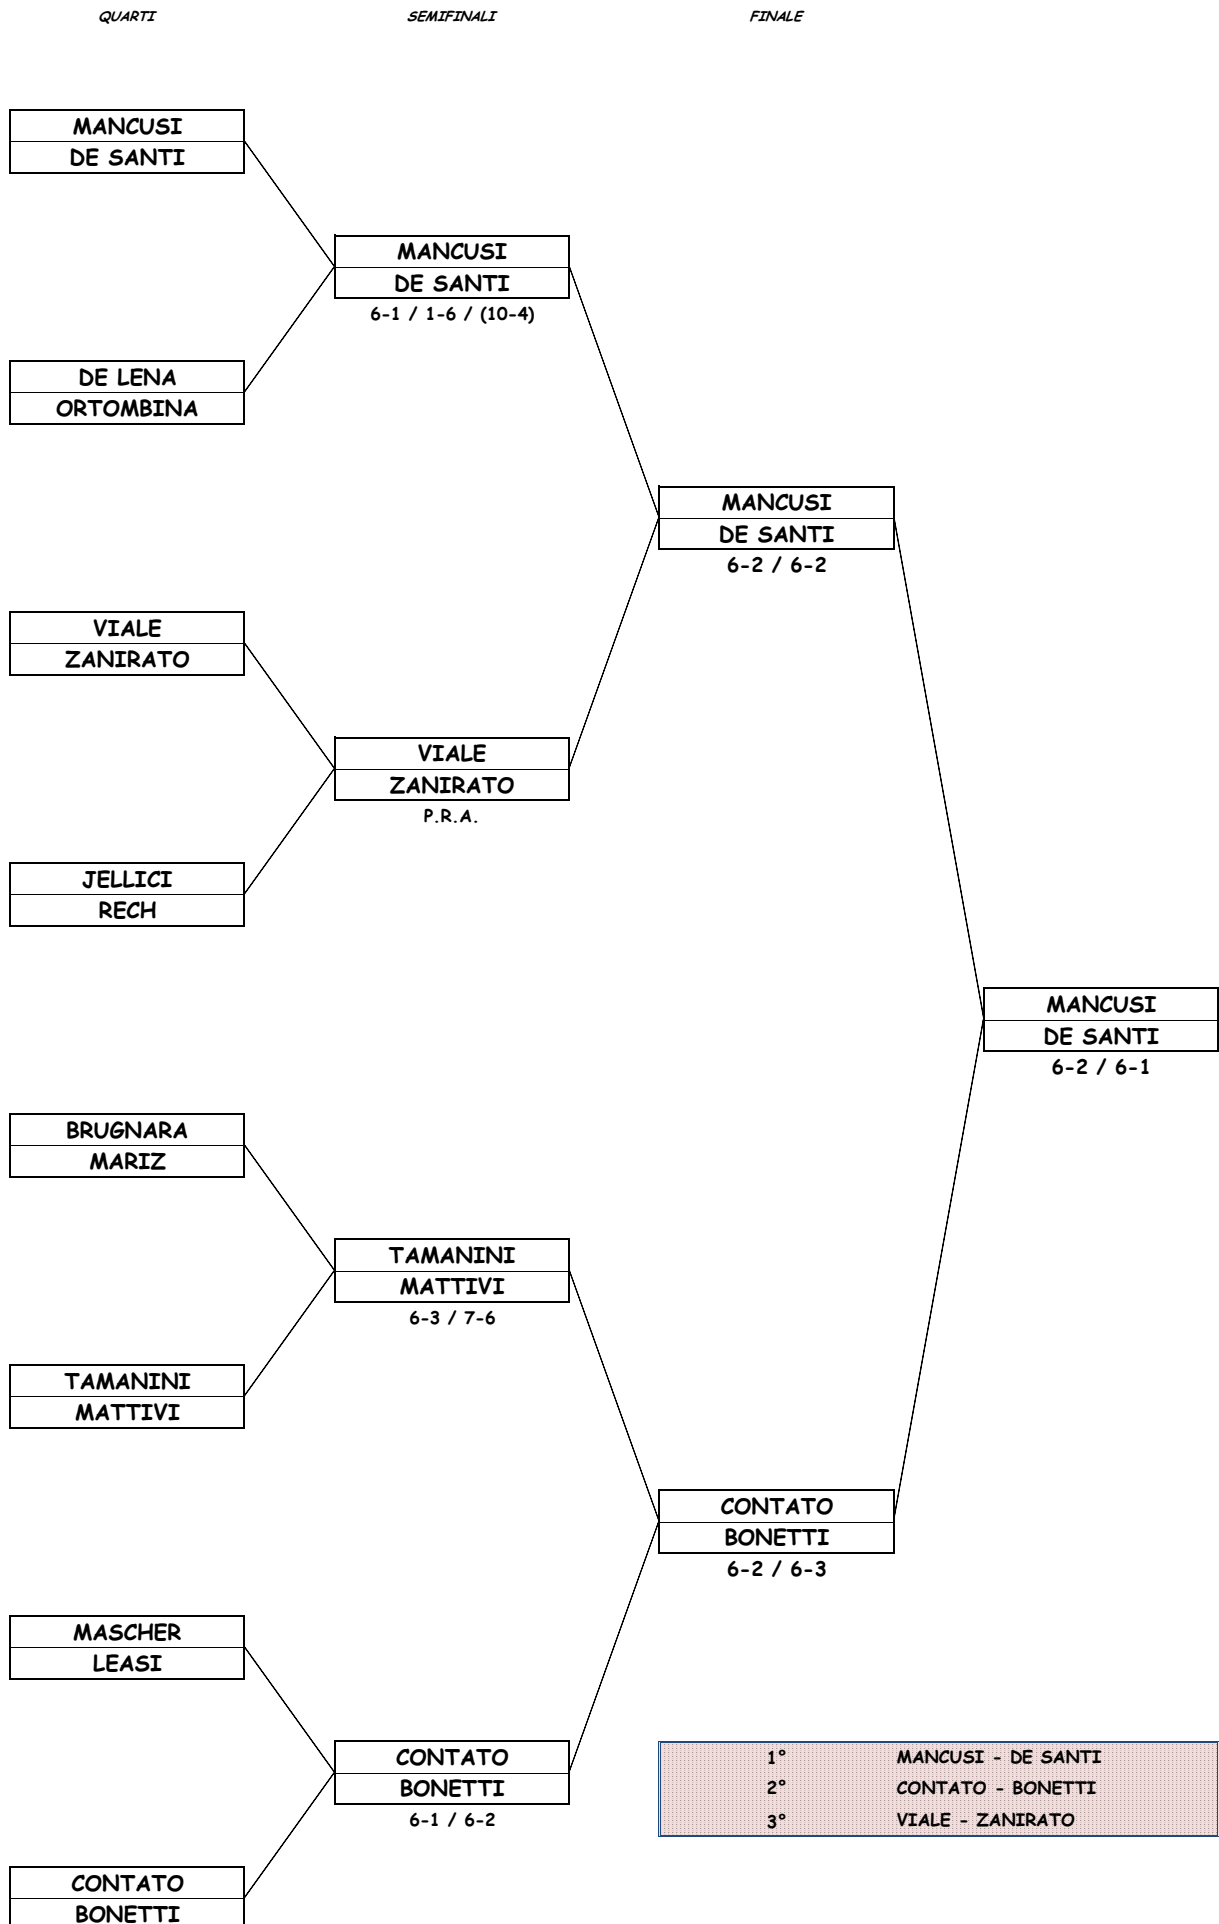 QUARTI SEMIFINALI FINALE
MANCUSI
DE SANTI
MANCUSI
DE SANTI
6-1 / 1-6 / (10-4)
DE LENA
ORTOMBINA
MANCUSI
DE SANTI
6-2 / 6-2
VIALE
ZANIRATO
VIALE
ZANIRATO
P.R.A.
JELLICI
RECH
MANCUSI
DE SANTI
6-2 / 6-1
BRUGNARA
MARIZ
TAMANINI
MATTIVI
6-3 / 7-6
TAMANINI
MATTIVI
CONTATO
BONETTI
6-2 / 6-3
MASCHER
LEASI
CONTATO
BONETTI
6-1 / 6-2
1° MANCUSI - DE SANTI
2° CONTATO - BONETTI
3° VIALE - ZANIRATO
CONTATO
BONETTI